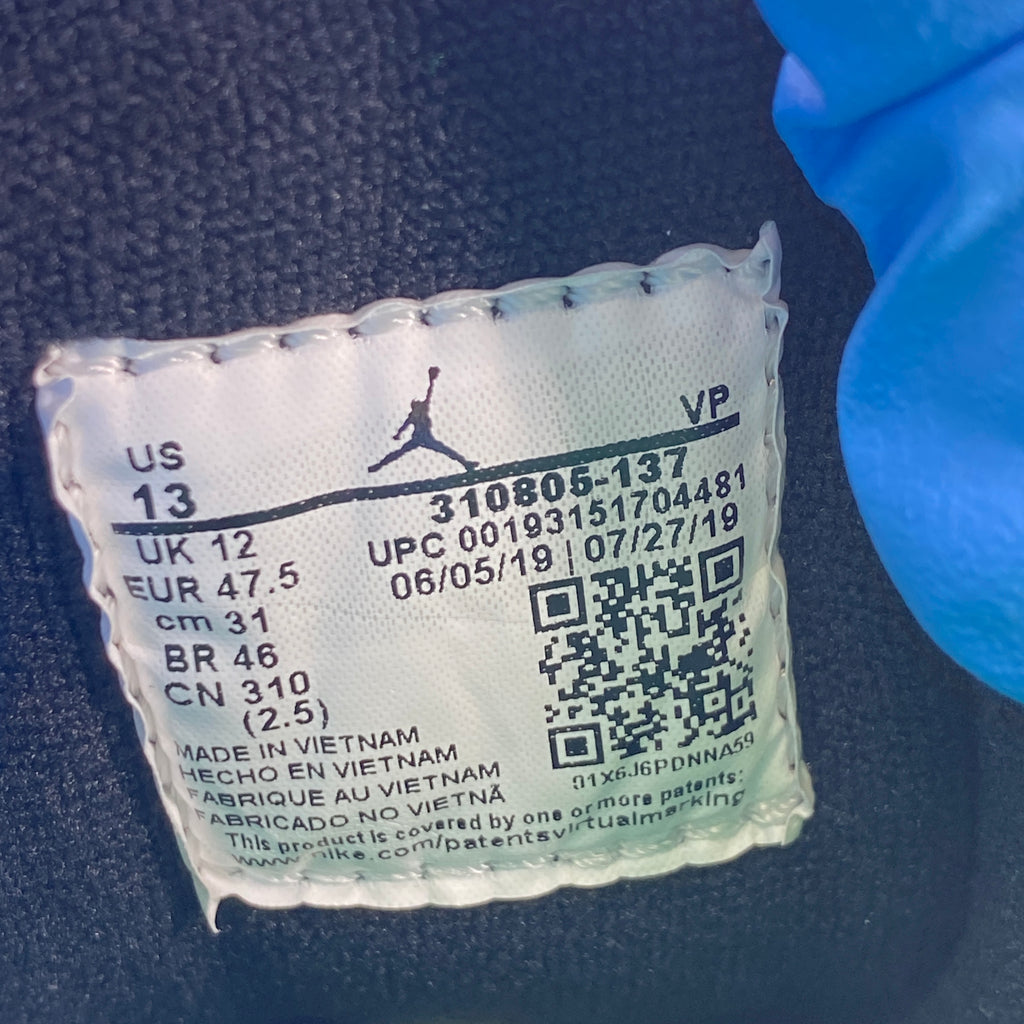 US
13
VP
310805-137
UPC 00193151704481
06/05/19 | 07/27/19
UK 12
EUR 47.5
cm 31
BR 46
CN 310
(2.5)
MADE IN VIETNAM
HECHO EN VIETNAM
FABRIQUE AU VIETNAM
FABRICADO NO VIETNÃ
01X6J6PDNNA59
This product is covered by one or more patents:
www.nike.com/patentsvirtualmarking